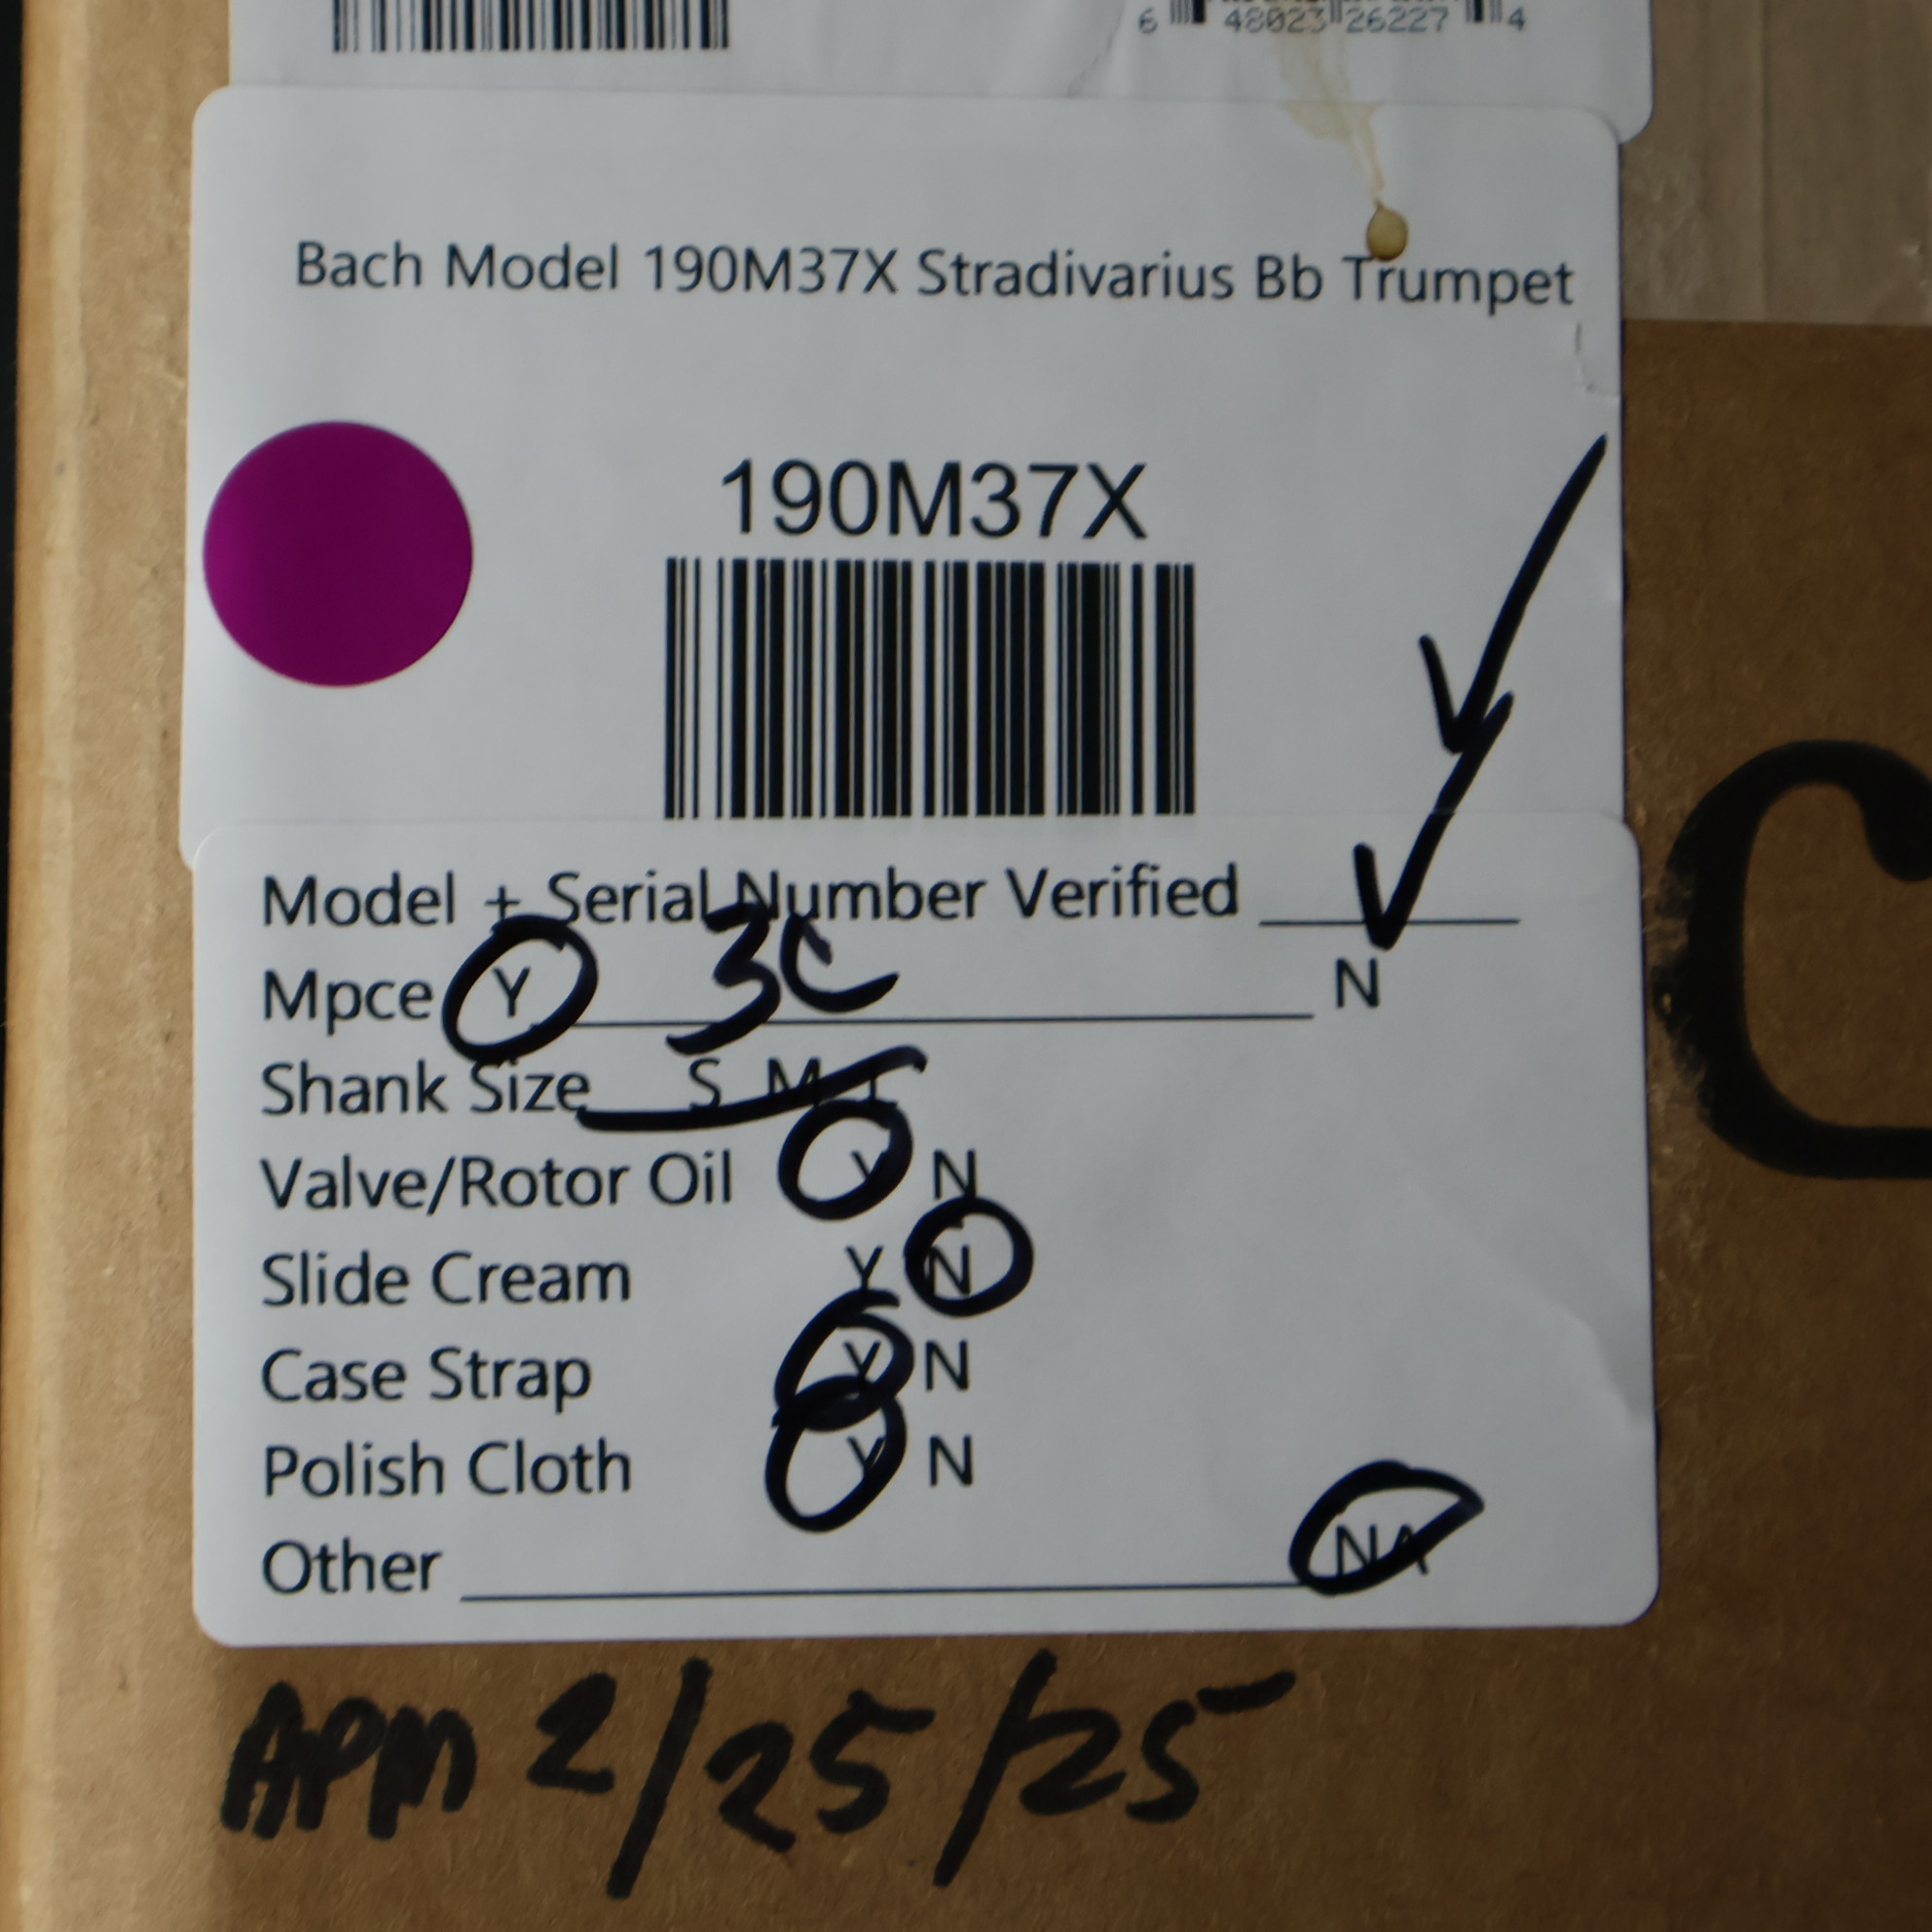 6 48023 26227 4
Bach Model 190M37X Stradivarius Bb Trumpet
190M37X
Model + Serial Number Verified
Mpce Y 3C N
Shank Size S M L
Valve/Rotor Oil Y N
Slide Cream Y N
Case Strap Y N
Polish Cloth Y N
Other NA
APM 2/25/25